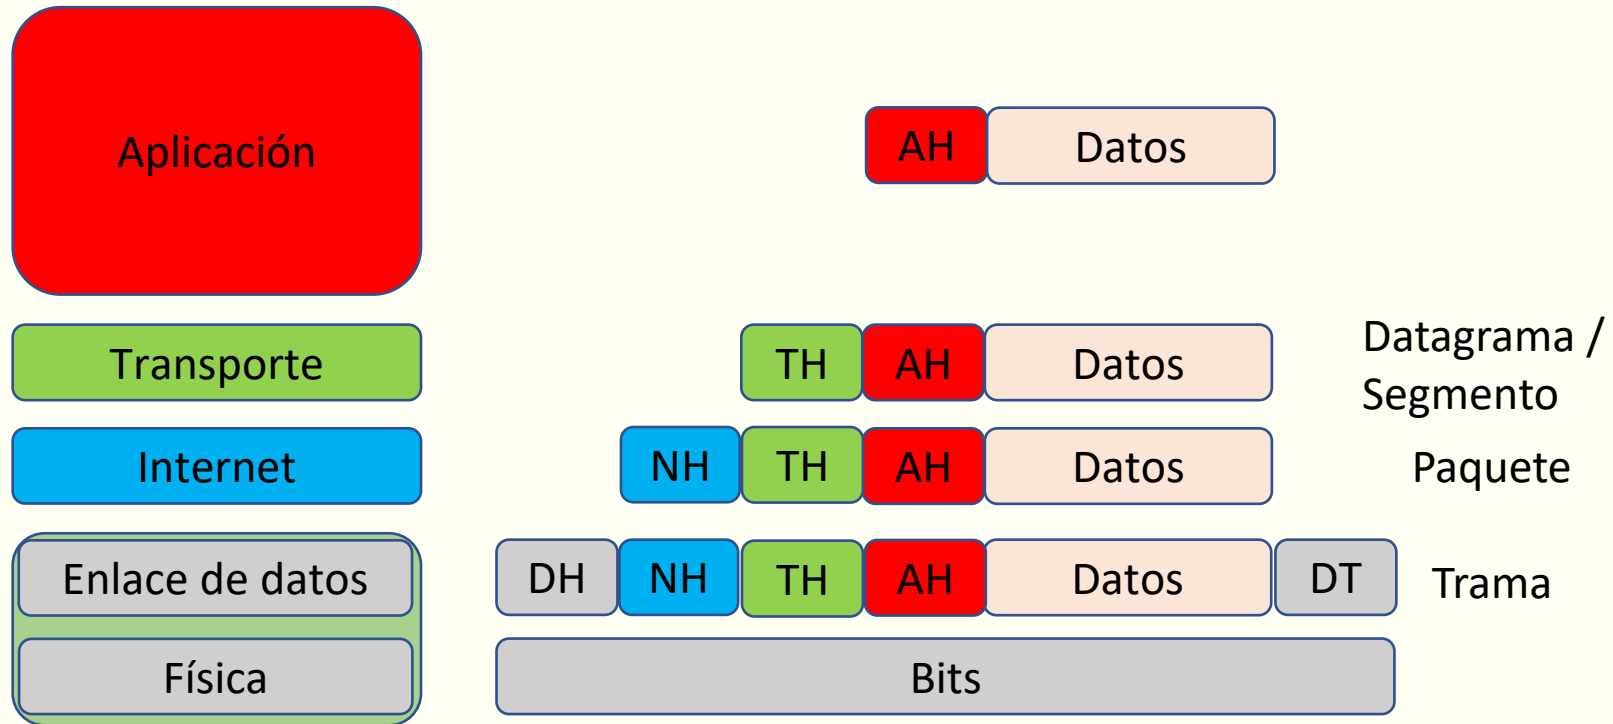 Aplicación
AH Datos
Transporte
TH AH Datos
Datagrama /
Segmento
Internet
NH TH AH Datos
Paquete
Enlace de datos
DH NH TH AH Datos DT
Trama
Física
Bits